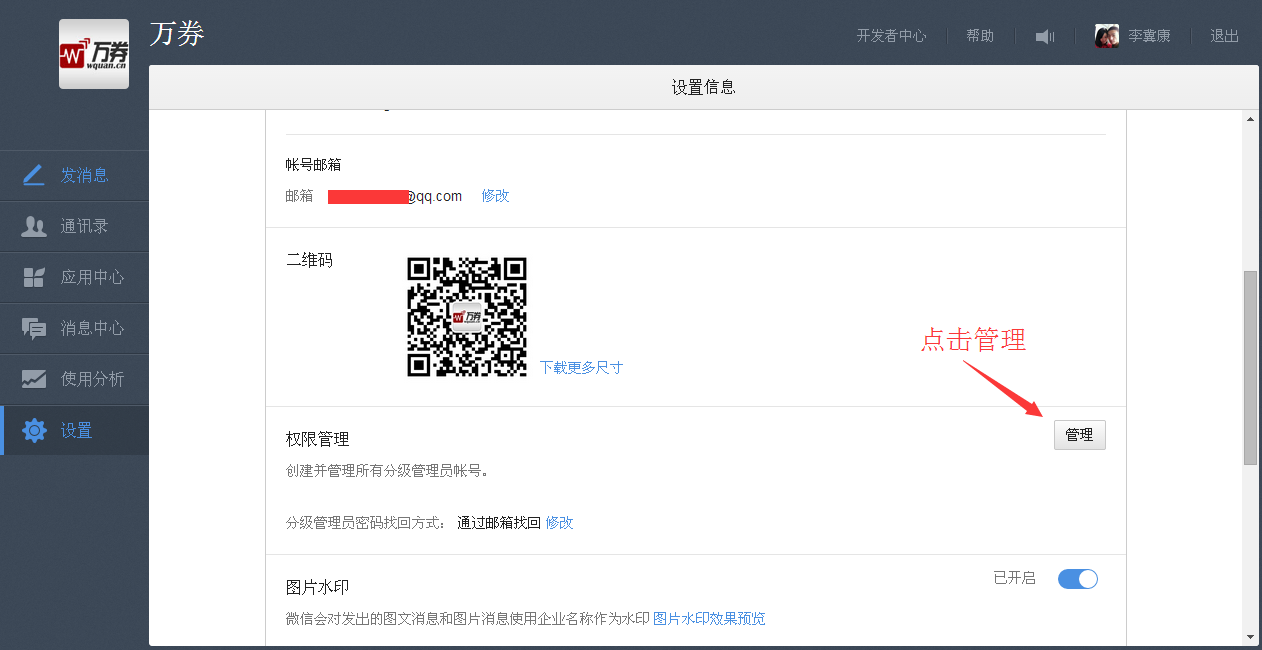 万券
wquan.cn
万券
开发者中心
帮助
李冀康
退出
设置信息
发消息
通讯录
应用中心
消息中心
使用分析
设置
帐号邮箱
邮箱 @qq.com 修改
二维码
万券
下载更多尺寸
点击管理
权限管理
管理
创建并管理所有分级管理员帐号。
分级管理员密码找回方式： 通过邮箱找回 修改
图片水印
已开启
微信会对发出的图文消息和图片消息使用企业名称作为水印 图片水印效果预览